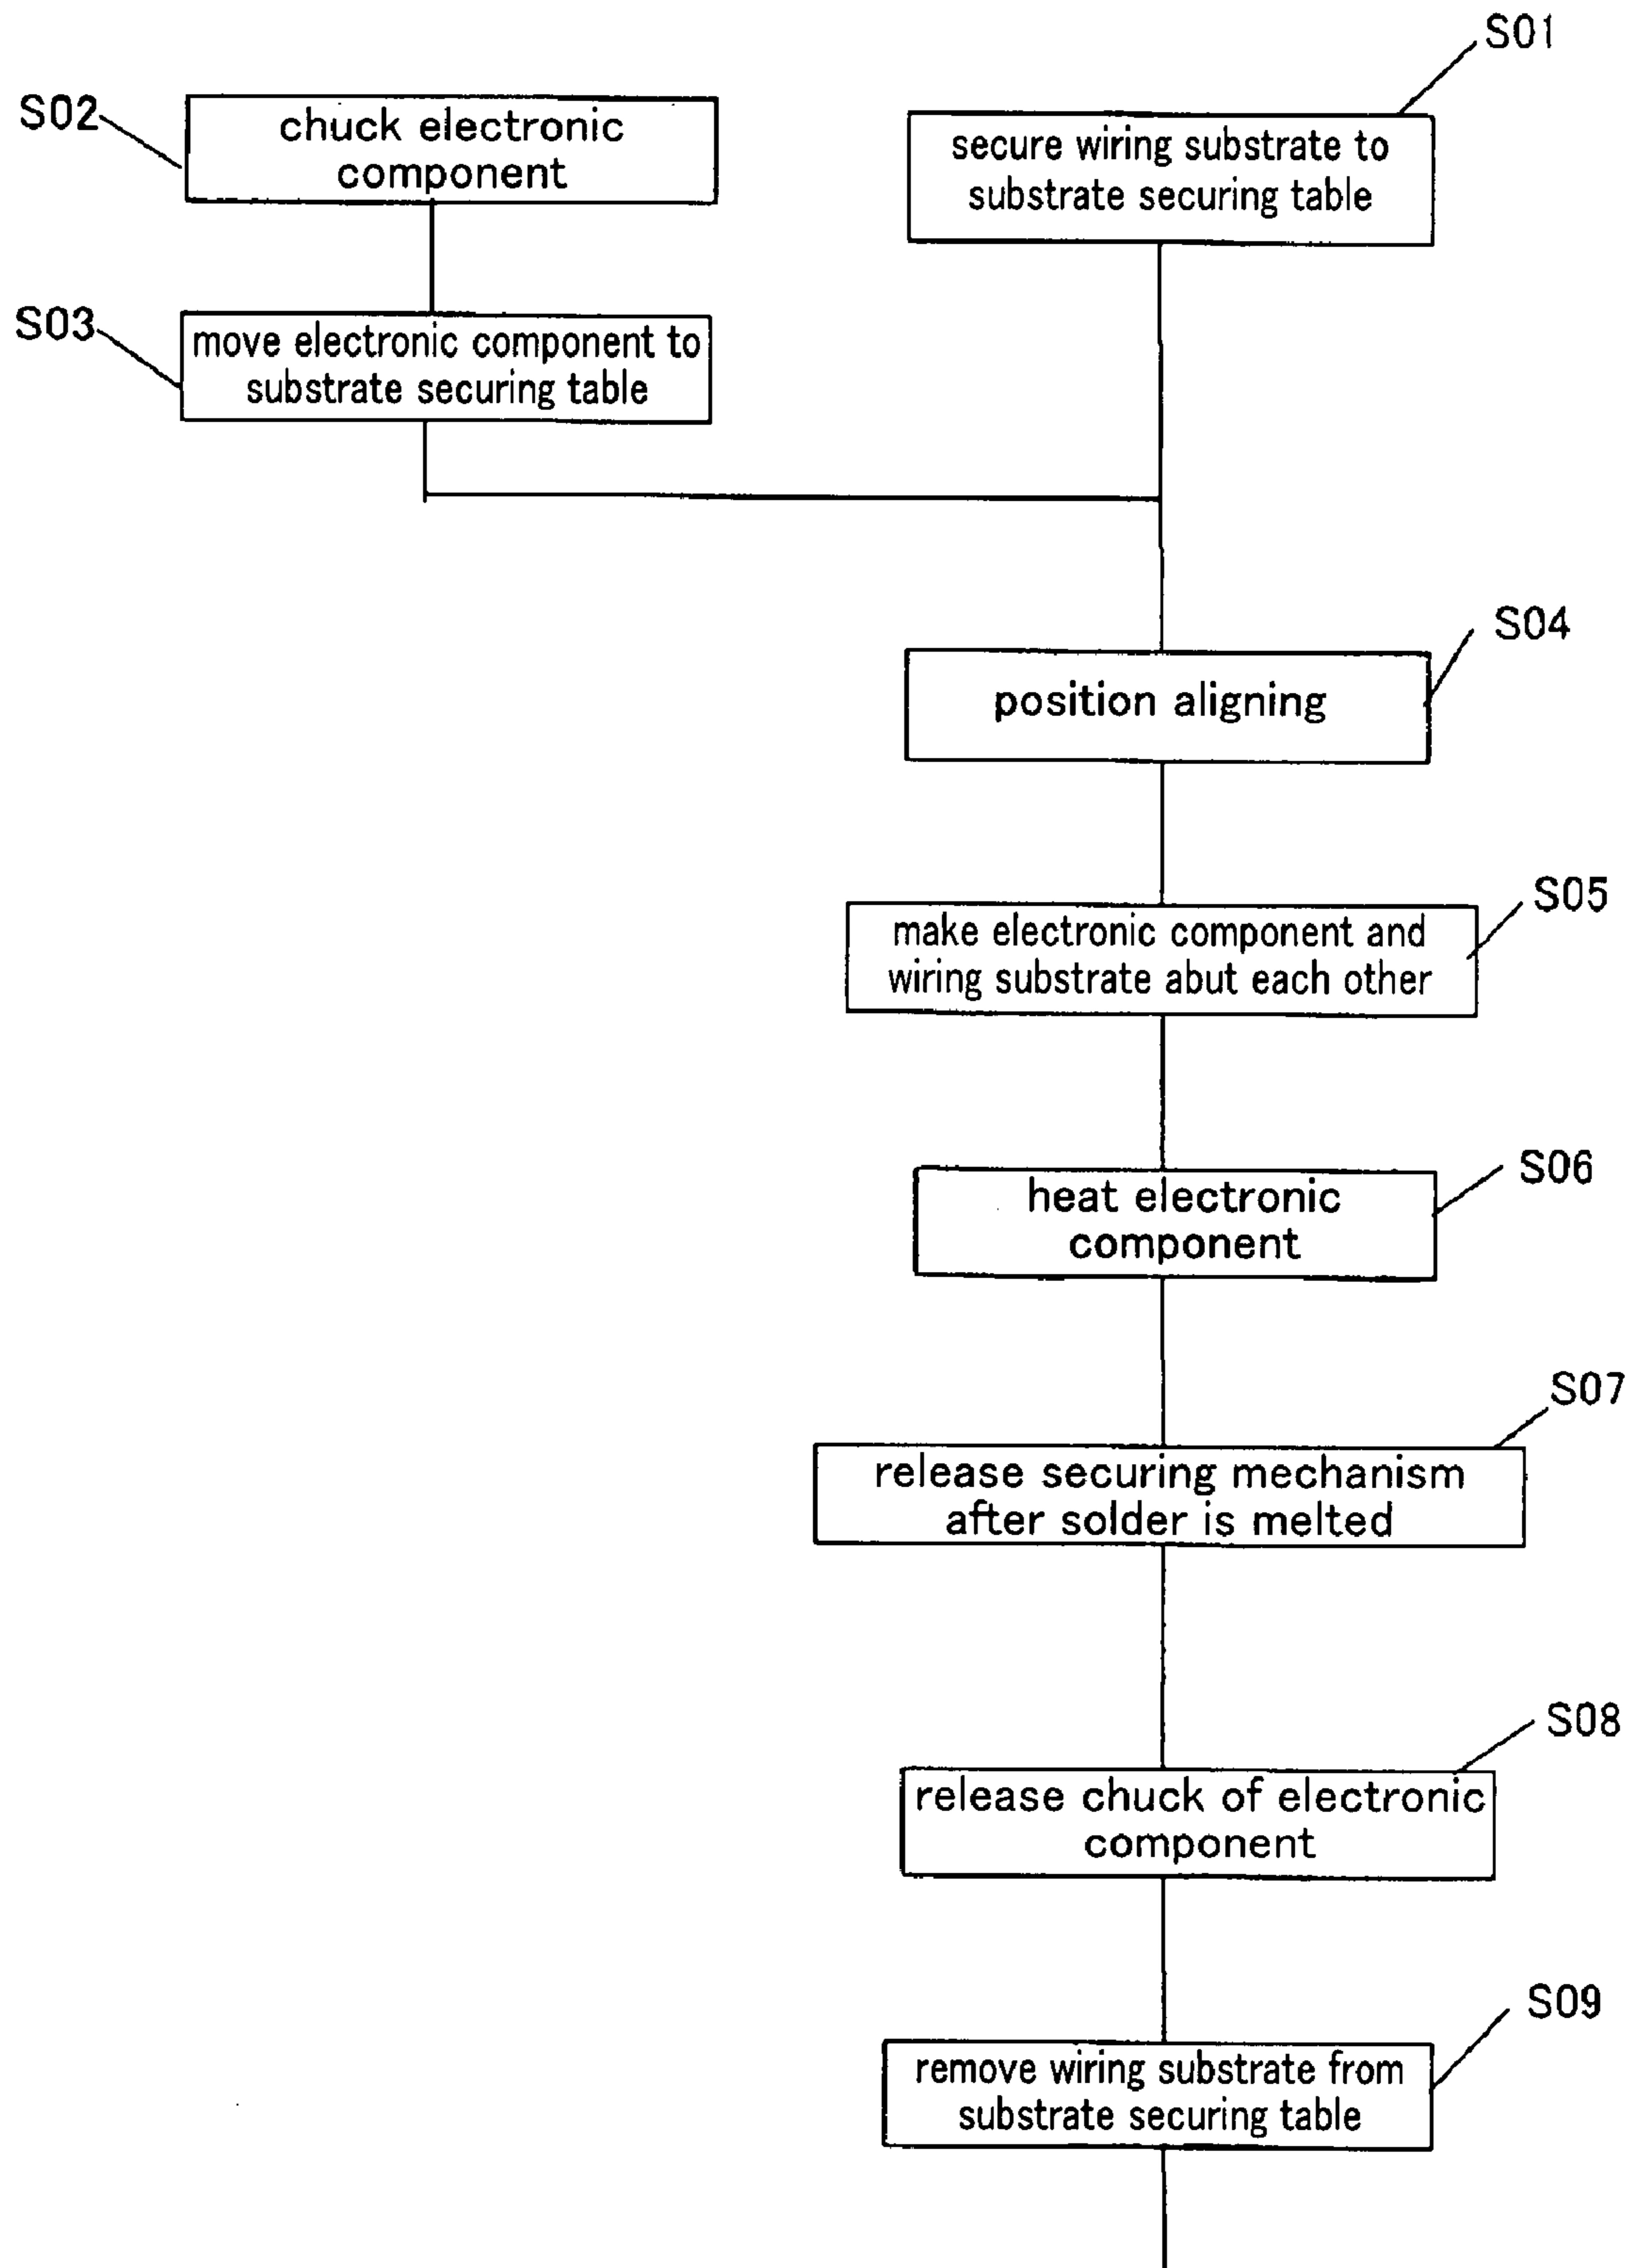 S01
S02
chuck electronic
component
secure wiring substrate to
substrate securing table
S03
move electronic component to
substrate securing table
S04
position aligning
S05
make electronic component and
wiring substrate abut each other
S06
heat electronic
component
S07
release securing mechanism
after solder is melted
S08
release chuck of electronic
component
S09
remove wiring substrate from
substrate securing table